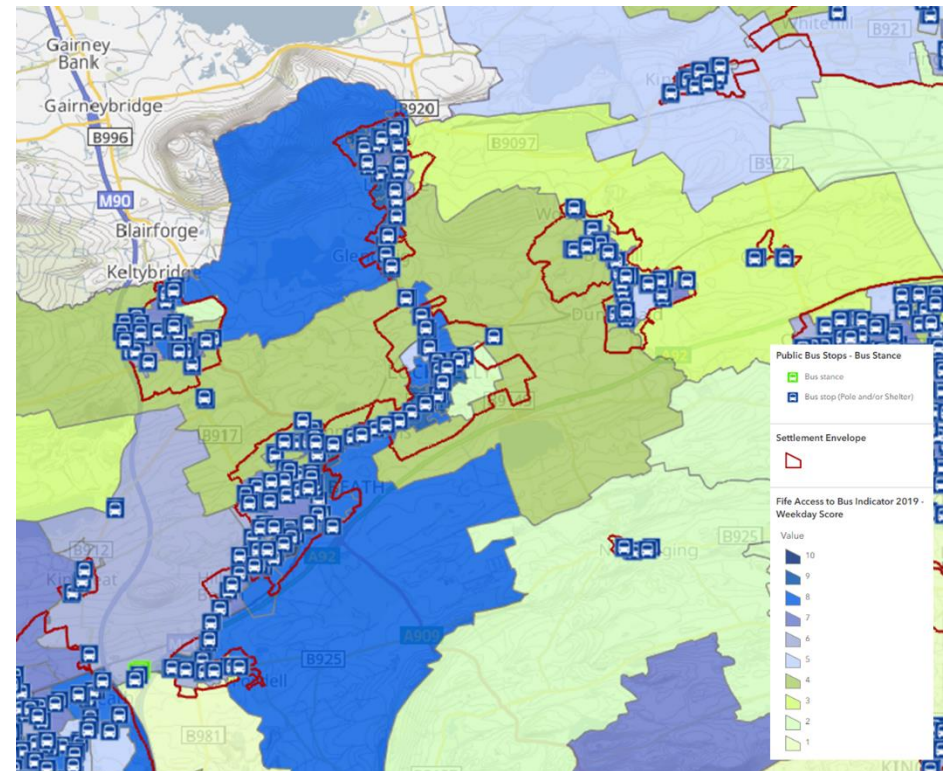 Gairney
Bank
Gairneybridge
B996
M90
Blairforge
Keltybridge
B920
B9097
Whitehill
B921
B922
B917
BEATH
A92
B912
A909
B925
B925
B981
Public Bus Stops - Bus Stance
Bus stance
Bus stop (Pole and/or Shelter)
Settlement Envelope
Fife Access to Bus Indicator 2019 -
Weekday Score
Value
10
9
8
7
6
5
4
3
2
1